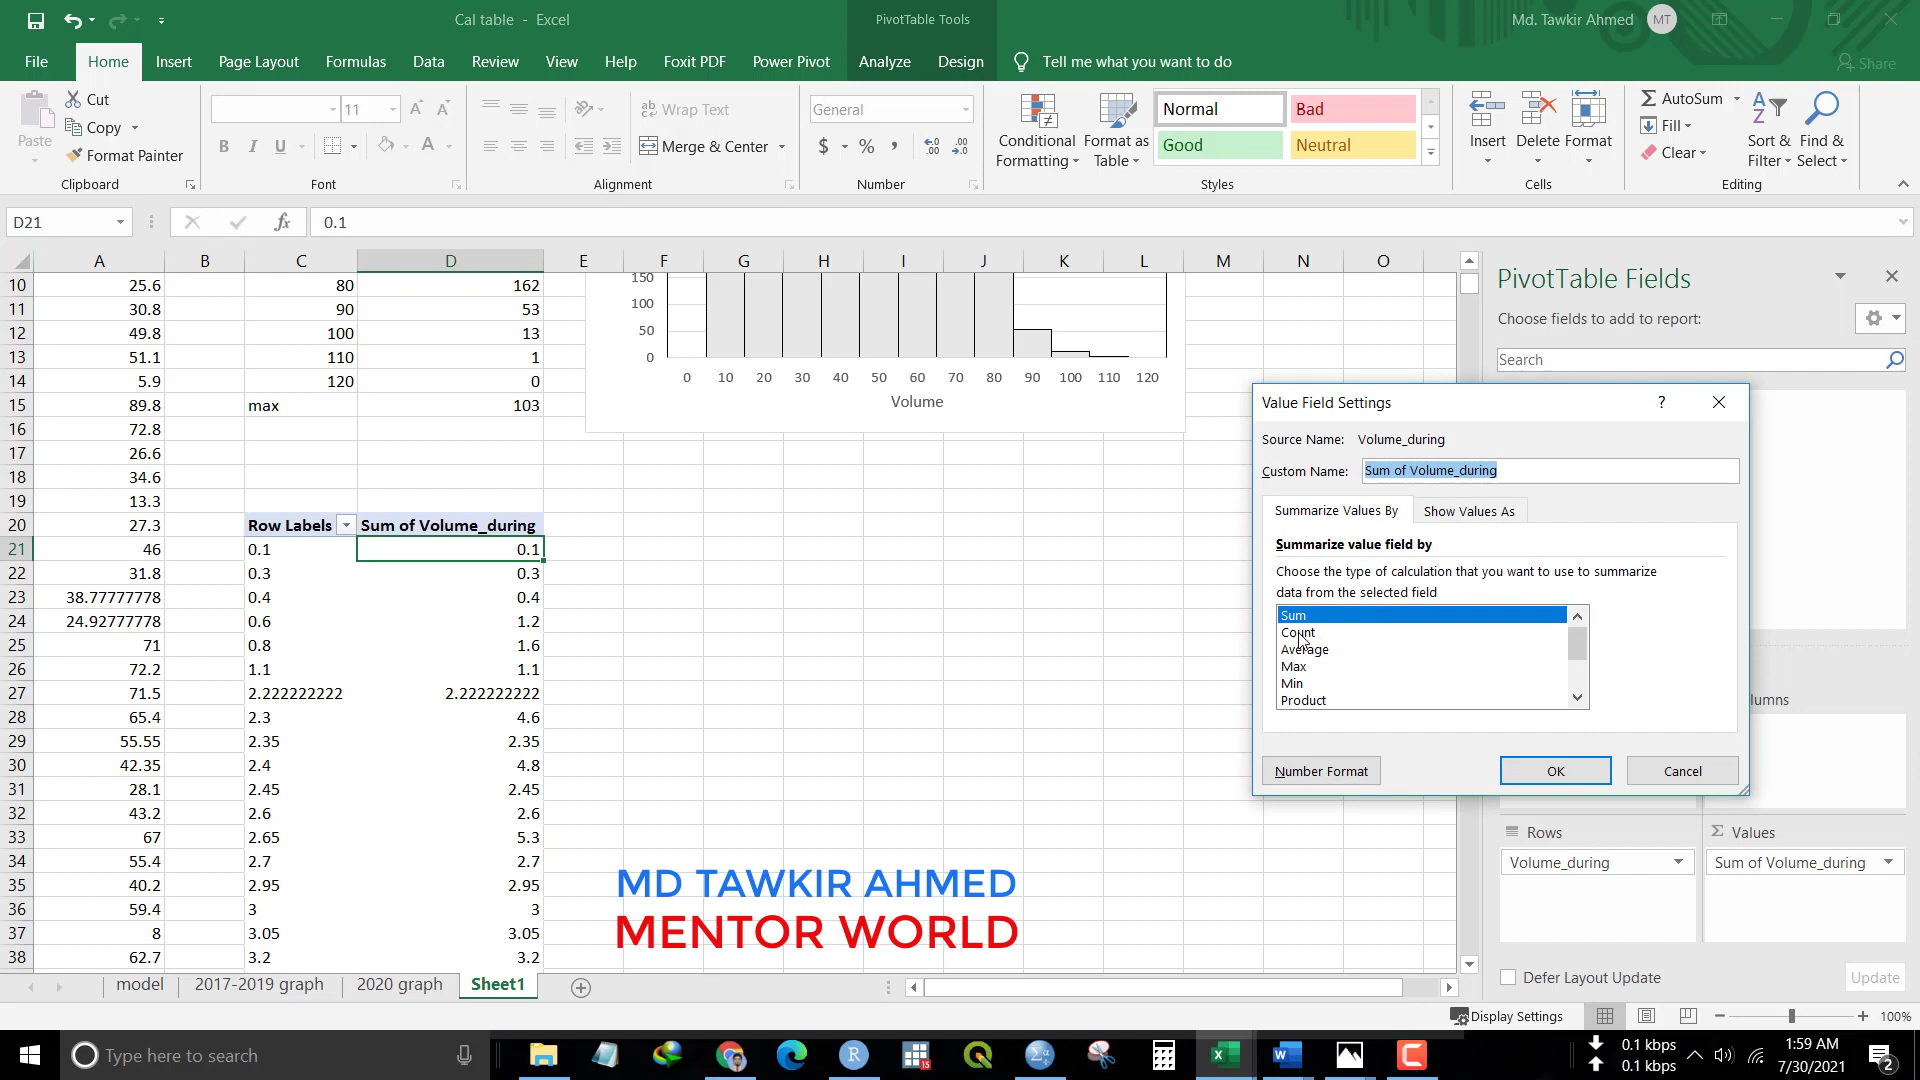 Cal table - Excel
PivotTable Tools
Md. Tawkir Ahmed
MT
File
Home
Insert
Page Layout
Formulas
Data
Review
View
Help
Foxit PDF
Power Pivot
Analyze
Design
Tell me what you want to do
Share
Paste
Cut
Copy
Format Painter
Clipboard
11
B I U
Font
Wrap Text
Merge & Center
Alignment
General
$ % ,
Number
Conditional Formatting
Format as Table
Normal
Bad
Good
Neutral
Styles
Insert
Delete
Format
Cells
AutoSum
Fill
Clear
Sort & Filter
Find & Select
Editing
D21
fx
0.1
A B C D E F G H I J K L M N O
10 25.6 80 162
11 30.8 90 53
12 49.8 100 13
13 51.1 110 1
14 5.9 120 0
15 89.8 max 103
16 72.8
17 26.6
18 34.6
19 13.3
20 27.3 Row Labels Sum of Volume_during
21 46 0.1 0.1
22 31.8 0.3 0.3
23 38.77777778 0.4 0.4
24 24.92777778 0.6 1.2
25 71 0.8 1.6
26 72.2 1.1 1.1
27 71.5 2.222222222 2.222222222
28 65.4 2.3 4.6
29 55.55 2.35 2.35
30 42.35 2.4 4.8
31 28.1 2.45 2.45
32 43.2 2.6 2.6
33 67 2.65 5.3
34 55.4 2.7 2.7
35 40.2 2.95 2.95
36 59.4 3 3
37 8 3.05 3.05
38 62.7 3.2 3.2
150
100
50
0
0 10 20 30 40 50 60 70 80 90 100 110 120
Volume
MD TAWKIR AHMED
MENTOR WORLD
PivotTable Fields
Choose fields to add to report:
Search
Value Field Settings
?
Source Name: Volume_during
Custom Name: Sum of Volume_during
Summarize Values By
Show Values As
Summarize value field by
Choose the type of calculation that you want to use to summarize
data from the selected field
Sum
Count
Average
Max
Min
Product
Number Format
OK
Cancel
lumns
Rows
Σ Values
Volume_during
Sum of Volume_during
Defer Layout Update
Update
model
2017-2019 graph
2020 graph
Sheet1
Display Settings
100%
Type here to search
0.1 kbps
0.1 kbps
1:59 AM
7/30/2021
2